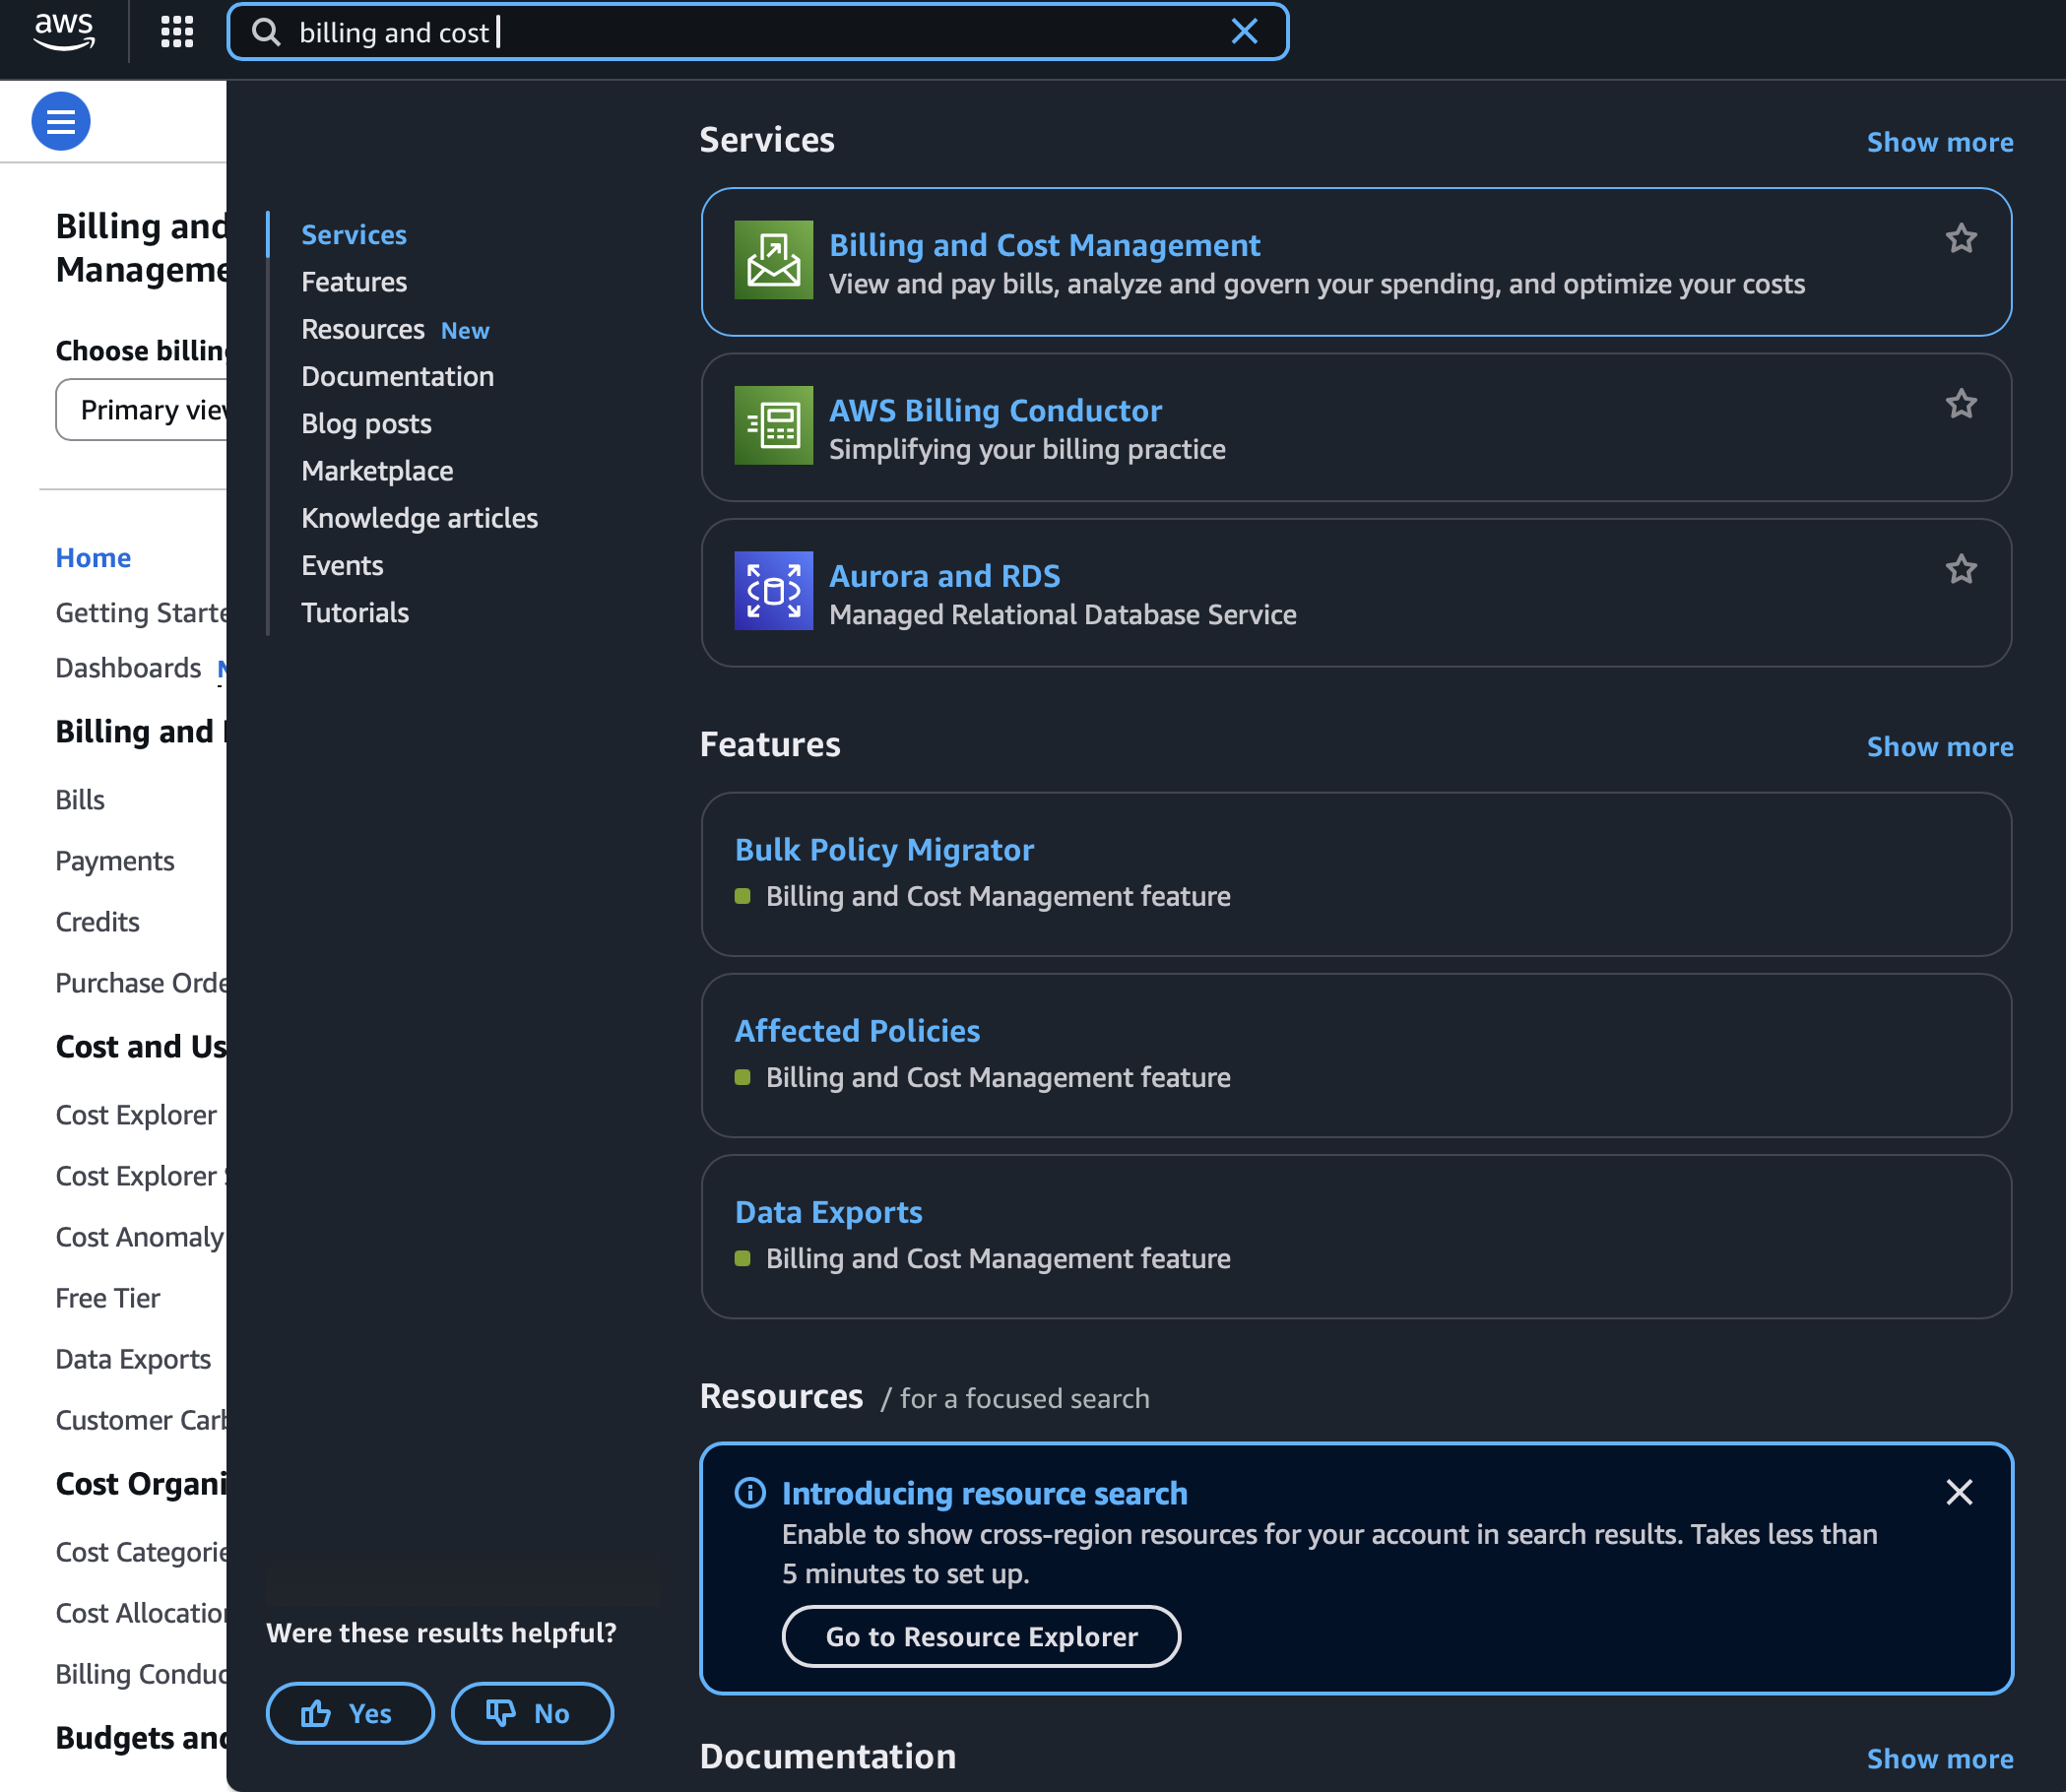 aws
billing and cost
Billing and
Manageme
Choose billing
Primary view
Home
Getting Starte
Dashboards
Billing and
Bills
Payments
Credits
Purchase Orde
Cost and Us
Cost Explorer
Cost Explorer
Cost Anomaly
Free Tier
Data Exports
Customer Carb
Cost Organi
Cost Categorie
Cost Allocation
Billing Conduc
Budgets and
Services
Features
Resources New
Documentation
Blog posts
Marketplace
Knowledge articles
Events
Tutorials
Were these results helpful?
Yes No
Services Show more
Billing and Cost Management
View and pay bills, analyze and govern your spending, and optimize your costs
AWS Billing Conductor
Simplifying your billing practice
Aurora and RDS
Managed Relational Database Service
Features Show more
Bulk Policy Migrator
Billing and Cost Management feature
Affected Policies
Billing and Cost Management feature
Data Exports
Billing and Cost Management feature
Resources / for a focused search
Introducing resource search
Enable to show cross-region resources for your account in search results. Takes less than
5 minutes to set up.
Go to Resource Explorer
Documentation Show more